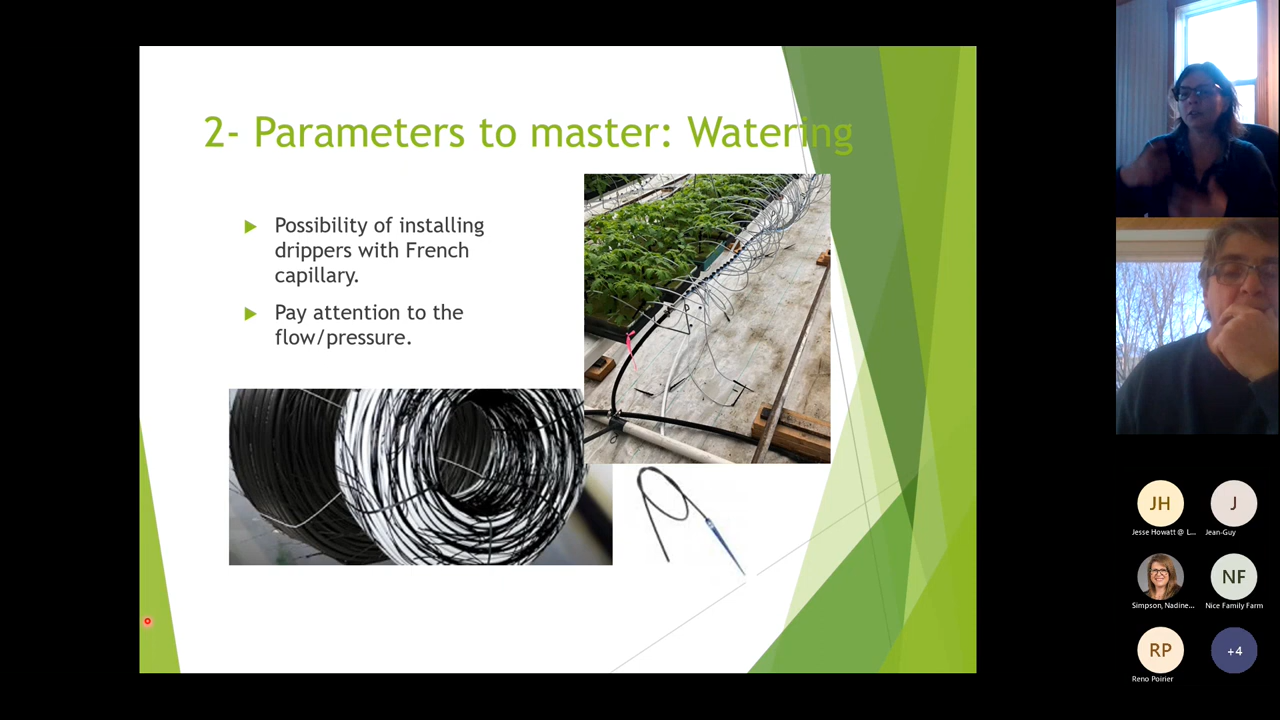 2- Parameters to master: Watering
Possibility of installing
drippers with French
capillary.
Pay attention to the
flow/pressure.
JH
Jesse Howatt @ L...
J
Jean-Guy
Simpson, Nadine...
NF
Nice Family Farm
RP
Reno Poirier
+4